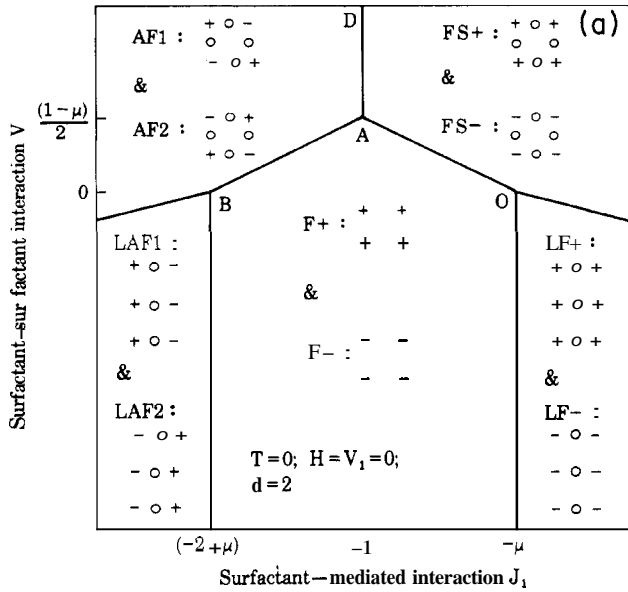 (a)
D
AF1 :
+ o -
o o
- o +
&
AF2 :
- o +
o o
+ o -
FS+ :
+ o +
o o
+ o +
&
FS- :
- o -
o o
- o -
Surfactant-surfactant interaction V
(1-μ)
2
0
A
B
O
LAF1 :
+ o -
+ o -
+ o -
&
LAF2:
- o +
- o +
- o +
F+ :
+ +
+ +
&
F- :
- -
- -
T=0; H=V₁=0;
d=2
LF+ :
+ o +
+ o +
+ o +
&
LF- :
- o -
- o -
- o -
(-2+μ)
-1
-μ
Surfactant-mediated interaction J₁